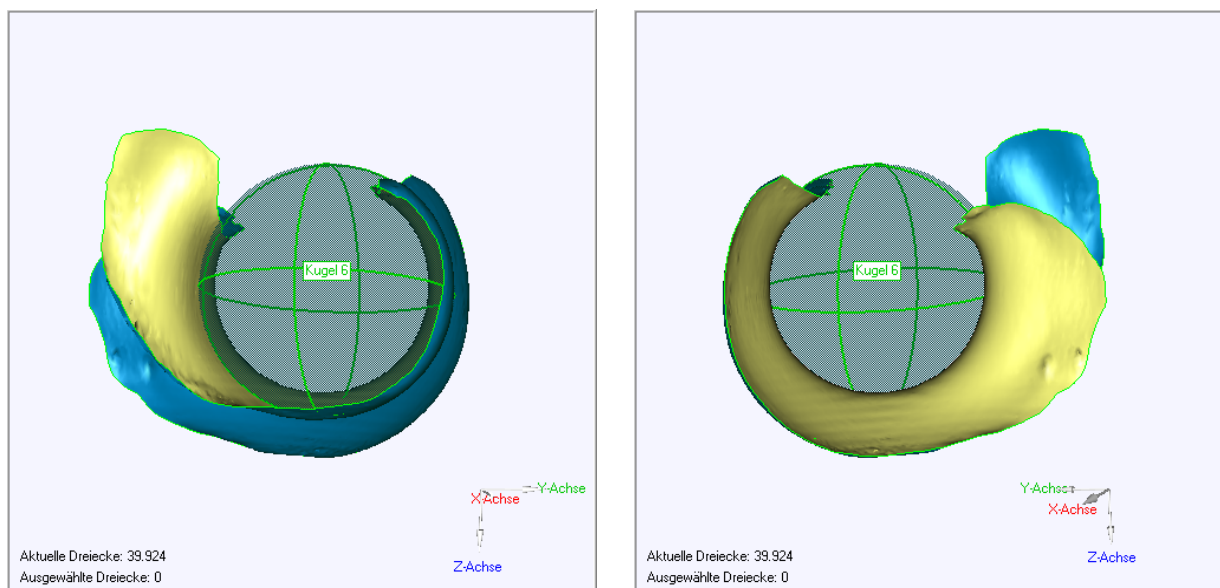 Kugel 6
Y-Achse
X-Achse
Z-Achse
Aktuelle Dreiecke: 39.924
Ausgewählte Dreiecke: 0
Kugel 6
Y-Achse
X-Achse
Z-Achse
Aktuelle Dreiecke: 39.924
Ausgewählte Dreiecke: 0